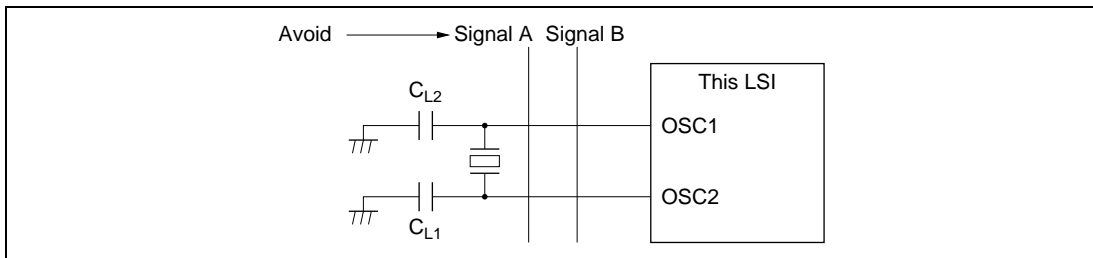 Avoid Signal A Signal B
This LSI
CL2
OSC1
OSC2
CL1